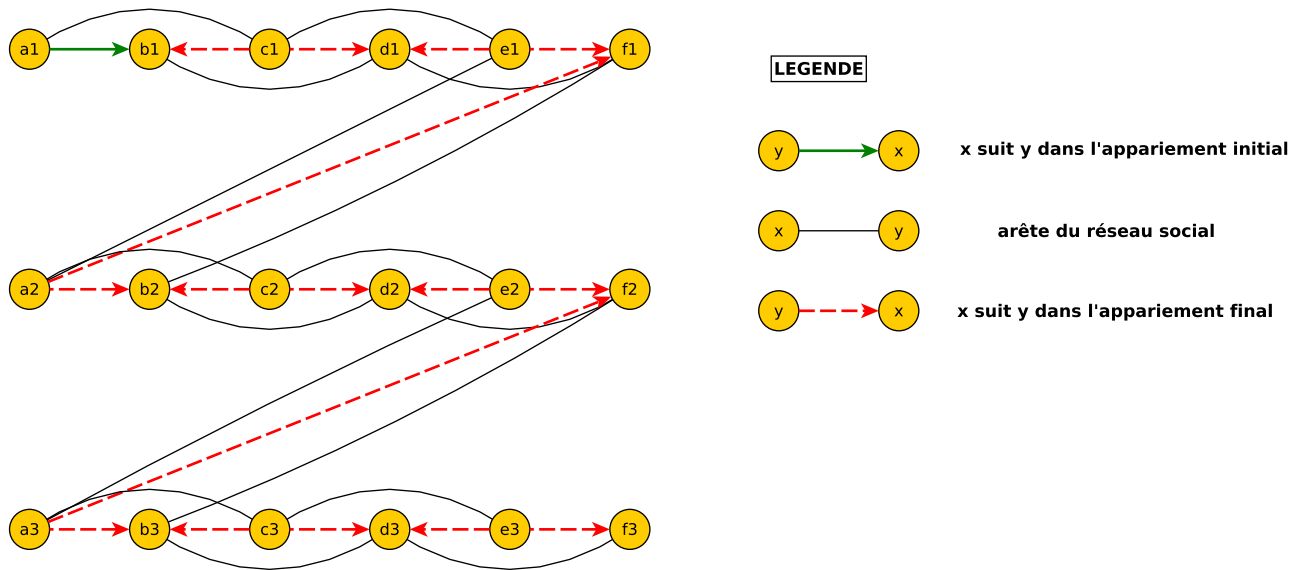 a1 b1 c1 d1 e1 f1
LEGENDE
y x x suit y dans l'appariement initial
x y arête du réseau social
a2 b2 c2 d2 e2 f2
y x x suit y dans l'appariement final
a3 b3 c3 d3 e3 f3